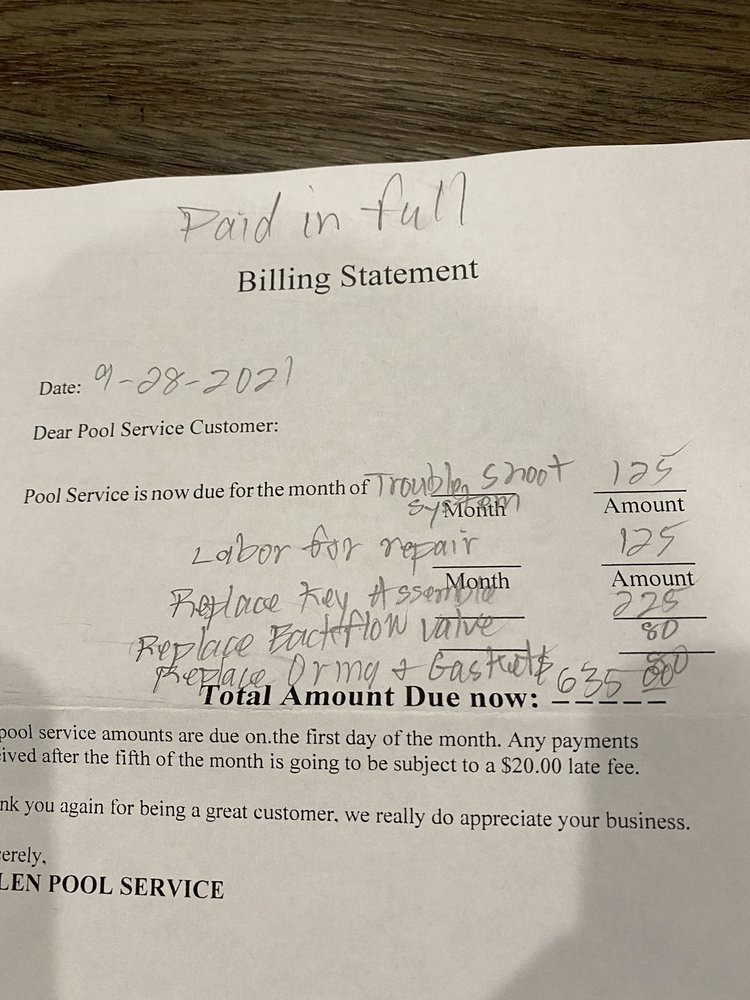 Paid in full
Billing Statement
Date: 9-28-2021
Dear Pool Service Customer:
Pool Service is now due for the month of Trouble shoot 125
system Month Amount
Labor for repair 125
Month Amount
Replace Key Assemble 225
Replace Backflow valve 80
Replace Oring + Gasket 80
Total Amount Due now: $635 00
pool service amounts are due on.the first day of the month. Any payments
ived after the fifth of the month is going to be subject to a $20.00 late fee.
nk you again for being a great customer, we really do appreciate your business.
erely,
LEN POOL SERVICE